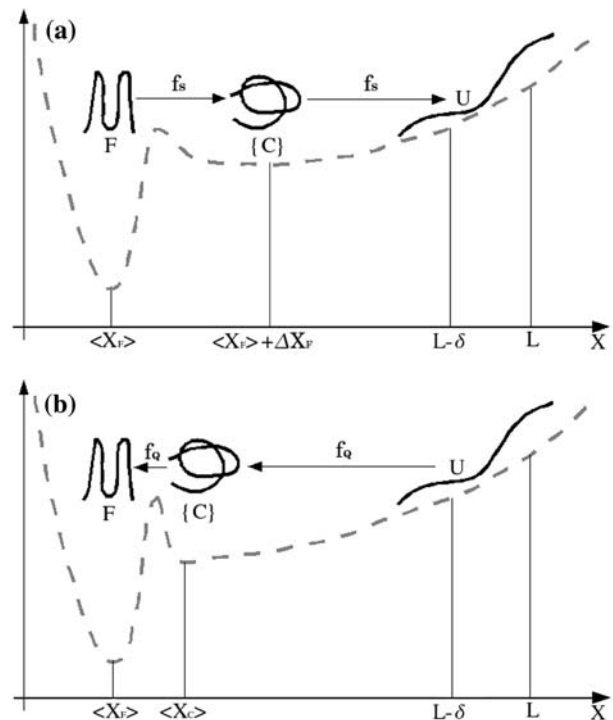 (a)
fs fs
U
F {C}
<XF> <XF>+ΔXF L-δ L X
(b)
fQ fQ
U
F {C}
<XF> <XC> L-δ L X